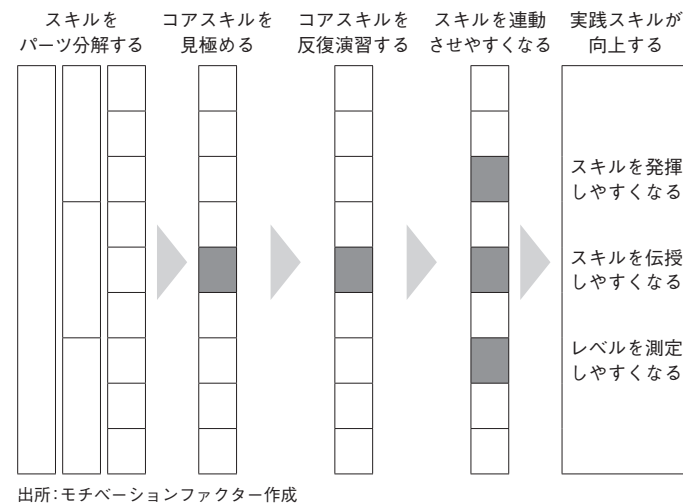 スキルを
パーツ分解する
コアスキルを
見極める
コアスキルを
反復演習する
スキルを連動
させやすくなる
実践スキルが
向上する
スキルを発揮
しやすくなる
スキルを伝授
しやすくなる
レベルを測定
しやすくなる
出所：モチベーションファクター作成